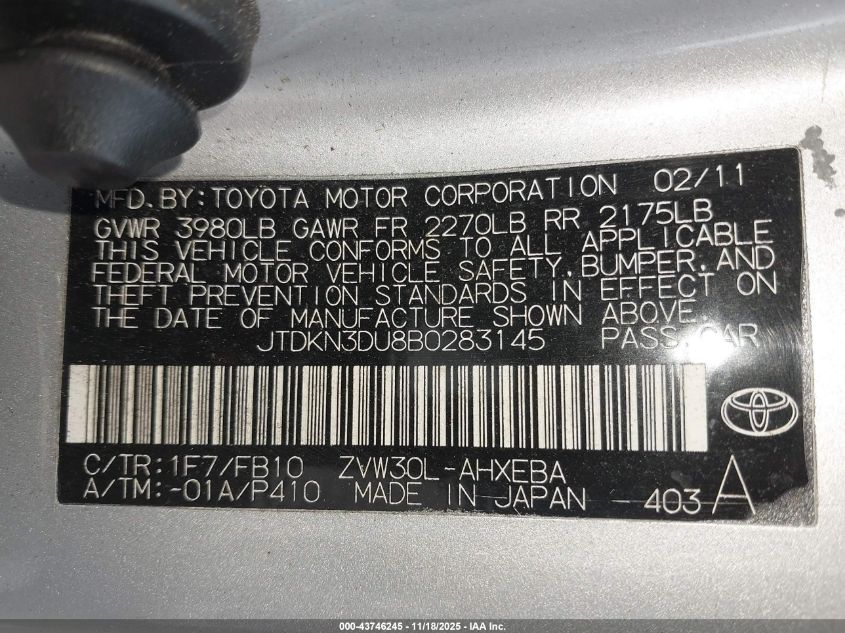 MFD. BY: TOYOTA MOTOR CORPORATION 02/11
GVWR 3980LB GAWR FR 2270LB RR 2175LB
THIS VEHICLE CONFORMS TO ALL APPLICABLE
FEDERAL MOTOR VEHICLE SAFETY, BUMPER, AND
THEFT PREVENTION STANDARDS IN EFFECT ON
THE DATE OF MANUFACTURE SHOWN ABOVE.
JTDKN3DU8B0283145 PASS. CAR
C/TR: 1F7/FB10 ZVW30L-AHXEBA
A/TM: -01A/P410 MADE IN JAPAN -403 A
000-43746245 - 11/18/2025 - IAA Inc.